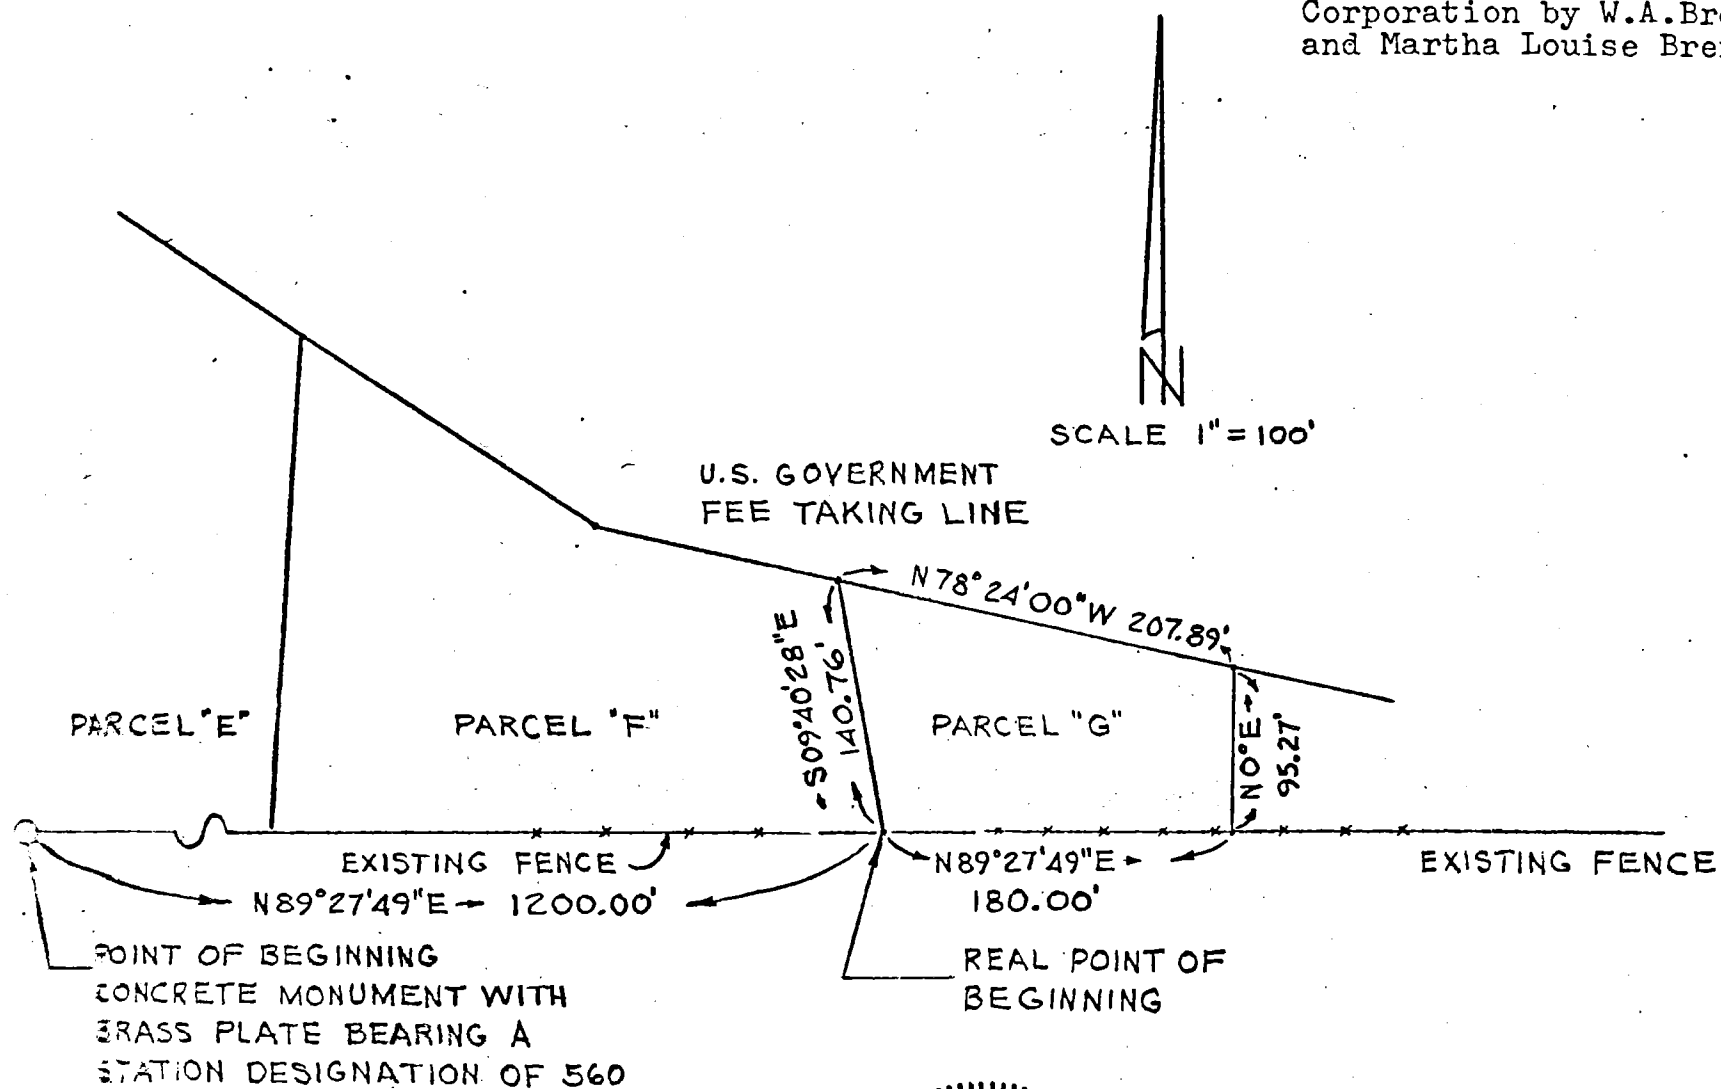 Corporation by W.A.Bre
and Martha Louise Bre
N
SCALE 1"=100'
U.S. GOVERNMENT
FEE TAKING LINE
N78°24'00"W 207.89'
S09°40'28"E
140.76'
PARCEL "E"
PARCEL "F"
PARCEL "G"
N0°E
95.27'
EXISTING FENCE
N89°27'49"E
EXISTING FENCE
N89°27'49"E 1200.00'
180.00'
POINT OF BEGINNING
CONCRETE MONUMENT WITH
BRASS PLATE BEARING A
STATION DESIGNATION OF 560
REAL POINT OF
BEGINNING